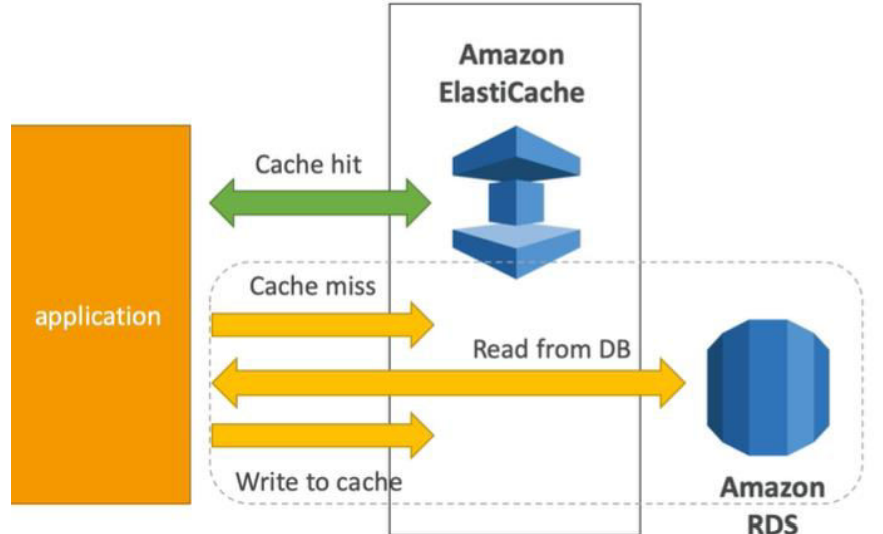 Amazon
ElastiCache
Cache hit
Cache miss
application
Read from DB
Write to cache
Amazon
RDS